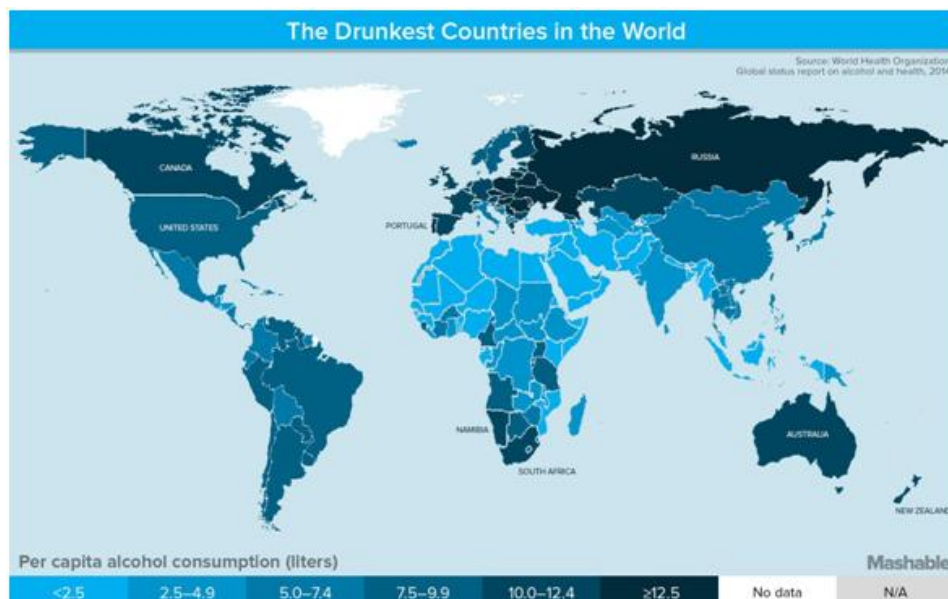 The Drunkest Countries in the World
Source: World Health Organization
Global status report on alcohol and health, 2014
CANADA
RUSSIA
UNITED STATES
PORTUGAL
NAMIBIA
SOUTH AFRICA
AUSTRALIA
NEW ZEALAND
Per capita alcohol consumption (liters)
Mashable
<2.5 2.5–4.9 5.0–7.4 7.5–9.9 10.0–12.4 ≥12.5 No data N/A